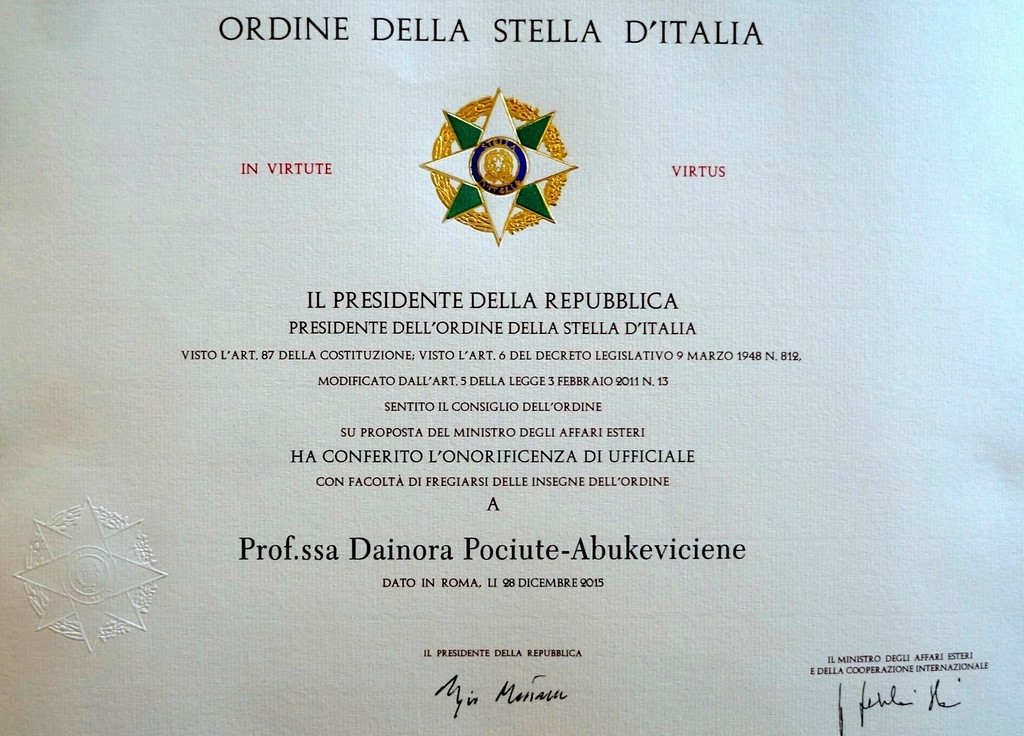 ORDINE DELLA STELLA D'ITALIA
STELLA
D'ITALIA
IN VIRTUTE VIRTUS
IL PRESIDENTE DELLA REPUBBLICA
PRESIDENTE DELL'ORDINE DELLA STELLA D'ITALIA
VISTO L'ART. 87 DELLA COSTITUZIONE; VISTO L'ART. 6 DEL DECRETO LEGISLATIVO 9 MARZO 1948 N. 812,
MODIFICATO DALL'ART. 5 DELLA LEGGE 3 FEBBRAIO 2011 N. 13
SENTITO IL CONSIGLIO DELL'ORDINE
SU PROPOSTA DEL MINISTRO DEGLI AFFARI ESTERI
HA CONFERITO L'ONORIFICENZA DI UFFICIALE
CON FACOLTÀ DI FREGIARSI DELLE INSEGNE DELL'ORDINE
A
Prof.ssa Dainora Pociute-Abukeviciene
DATO IN ROMA, LI 28 DICEMBRE 2015
IL PRESIDENTE DELLA REPUBBLICA
IL MINISTRO DEGLI AFFARI ESTERI
E DELLA COOPERAZIONE INTERNAZIONALE